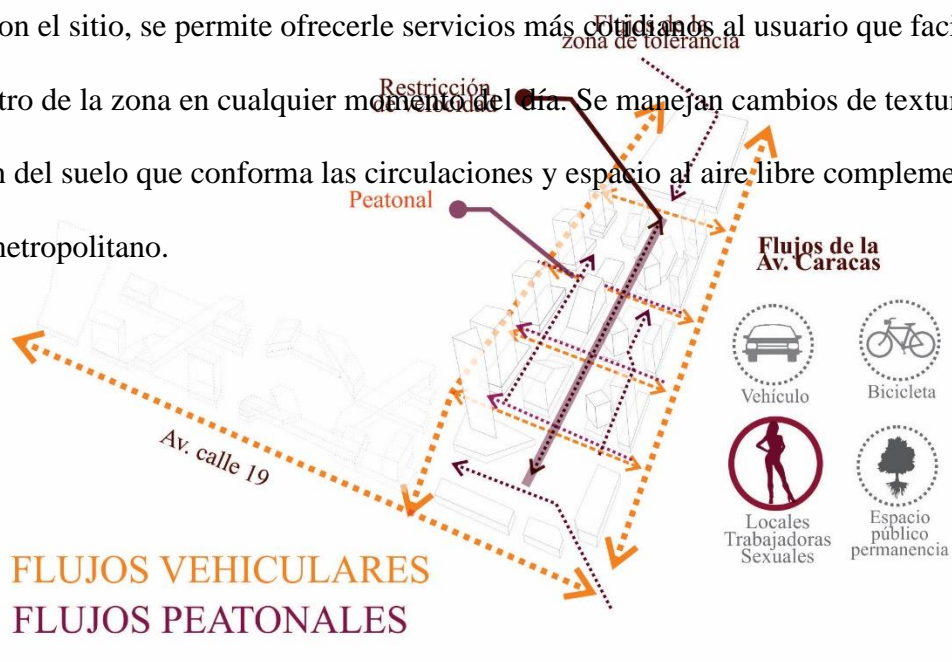 on el sitio, se permite ofrecerle servicios más cotidianos al usuario que faci
tro de la zona en cualquier momento del día. Se manejan cambios de textu
n del suelo que conforma las circulaciones y espacio al aire libre compleme
netropolitano.
Flujos de la
zona de tolerancia
Restricción
de velocidad
Peatonal
Flujos de la
Av. Caracas
Vehículo
Bicicleta
Av. calle 19
Locales
Trabajadoras
Sexuales
Espacio
público
permanencia
FLUJOS VEHICULARES
FLUJOS PEATONALES